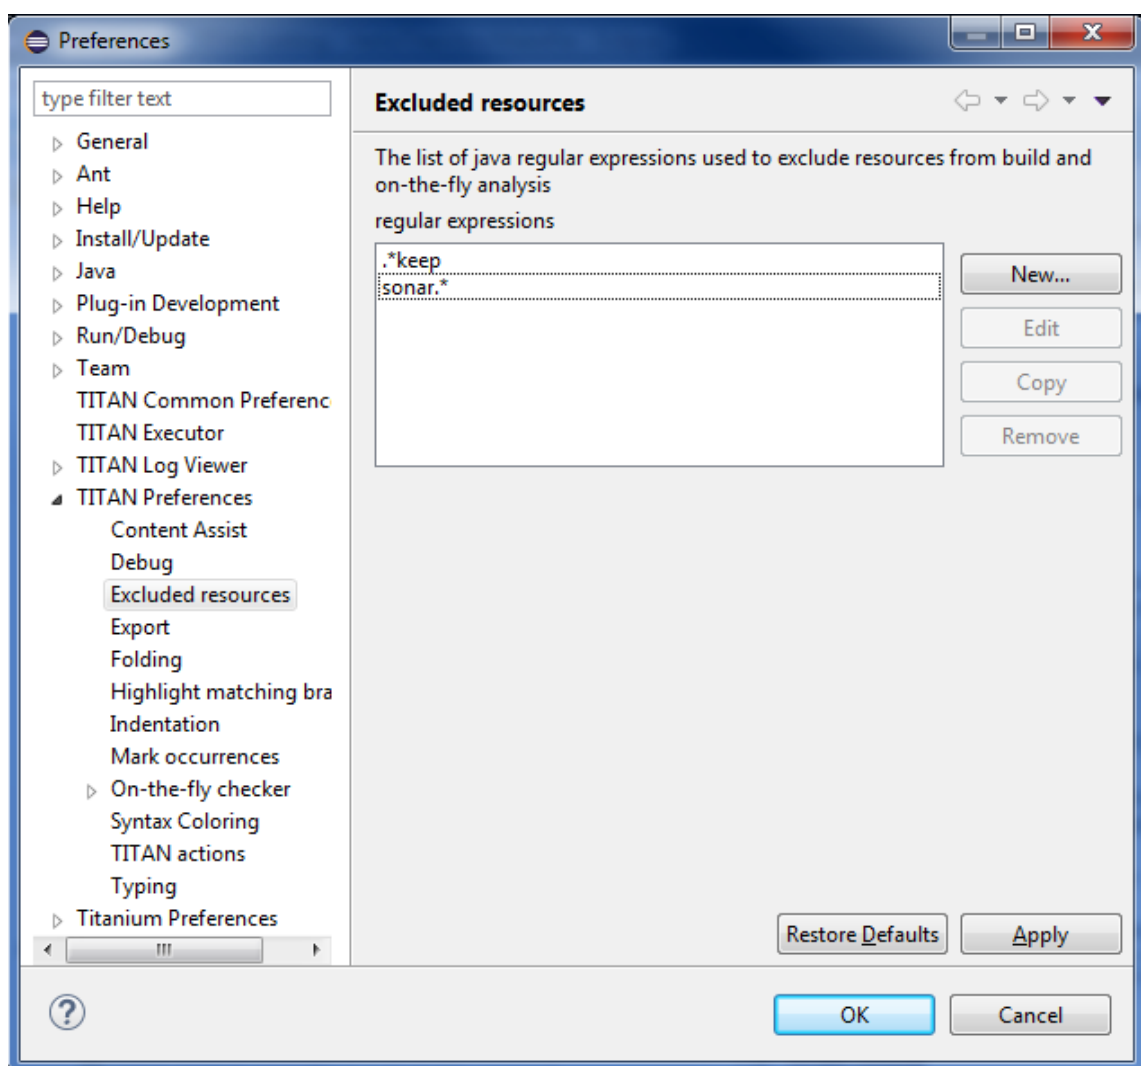 Preferences
type filter text
General
Ant
Help
Install/Update
Java
Plug-in Development
Run/Debug
Team
TITAN Common Preferenc
TITAN Executor
TITAN Log Viewer
TITAN Preferences
Content Assist
Debug
Excluded resources
Export
Folding
Highlight matching bra
Indentation
Mark occurrences
On-the-fly checker
Syntax Coloring
TITAN actions
Typing
Titanium Preferences
Excluded resources
The list of java regular expressions used to exclude resources from build and
on-the-fly analysis
regular expressions
.*keep
sonar.*
New...
Edit
Copy
Remove
Restore Defaults
Apply
OK
Cancel